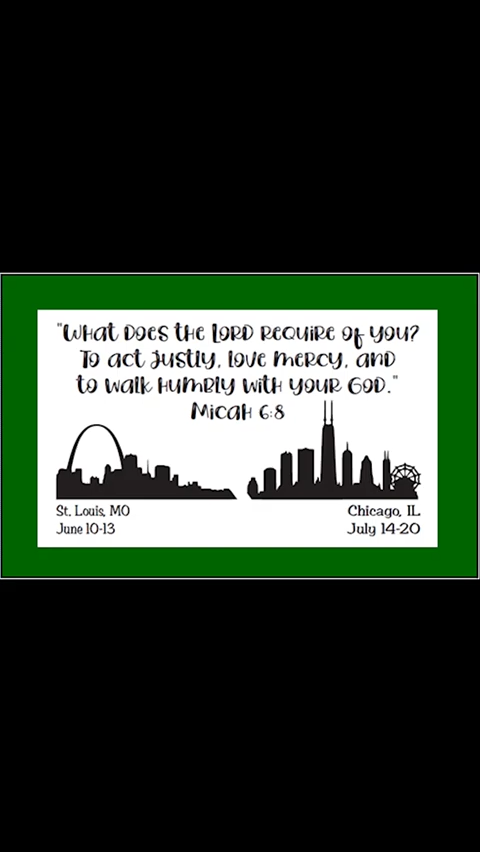 "What does the Lord require of you?
To act justly, love mercy, and
to walk humbly with your God."
Micah 6:8
St. Louis, MO
Chicago, IL
June 10-13
July 14-20